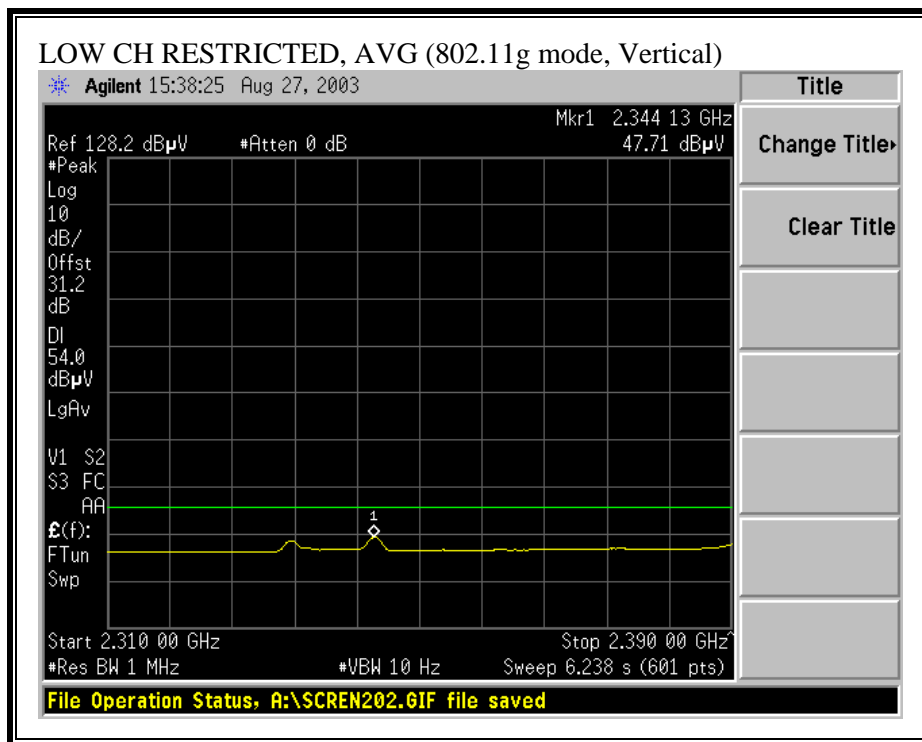 LOW CH RESTRICTED, AVG (802.11g mode, Vertical)
Agilent 15:38:25 Aug 27, 2003
Title
Mkr1 2.344 13 GHz
Ref 128.2 dBµV #Atten 0 dB 47.71 dBµV
Change Title
#Peak
Log
10
dB/
Offst
31.2
dB
DI
54.0
dBµV
LgAv
V1 S2
S3 FC
AA
£(f):
FTun
Swp
1
Clear Title
Start 2.310 00 GHz Stop 2.390 00 GHz^
#Res BW 1 MHz #VBW 10 Hz Sweep 6.238 s (601 pts)
File Operation Status, A:\SCREN202.GIF file saved